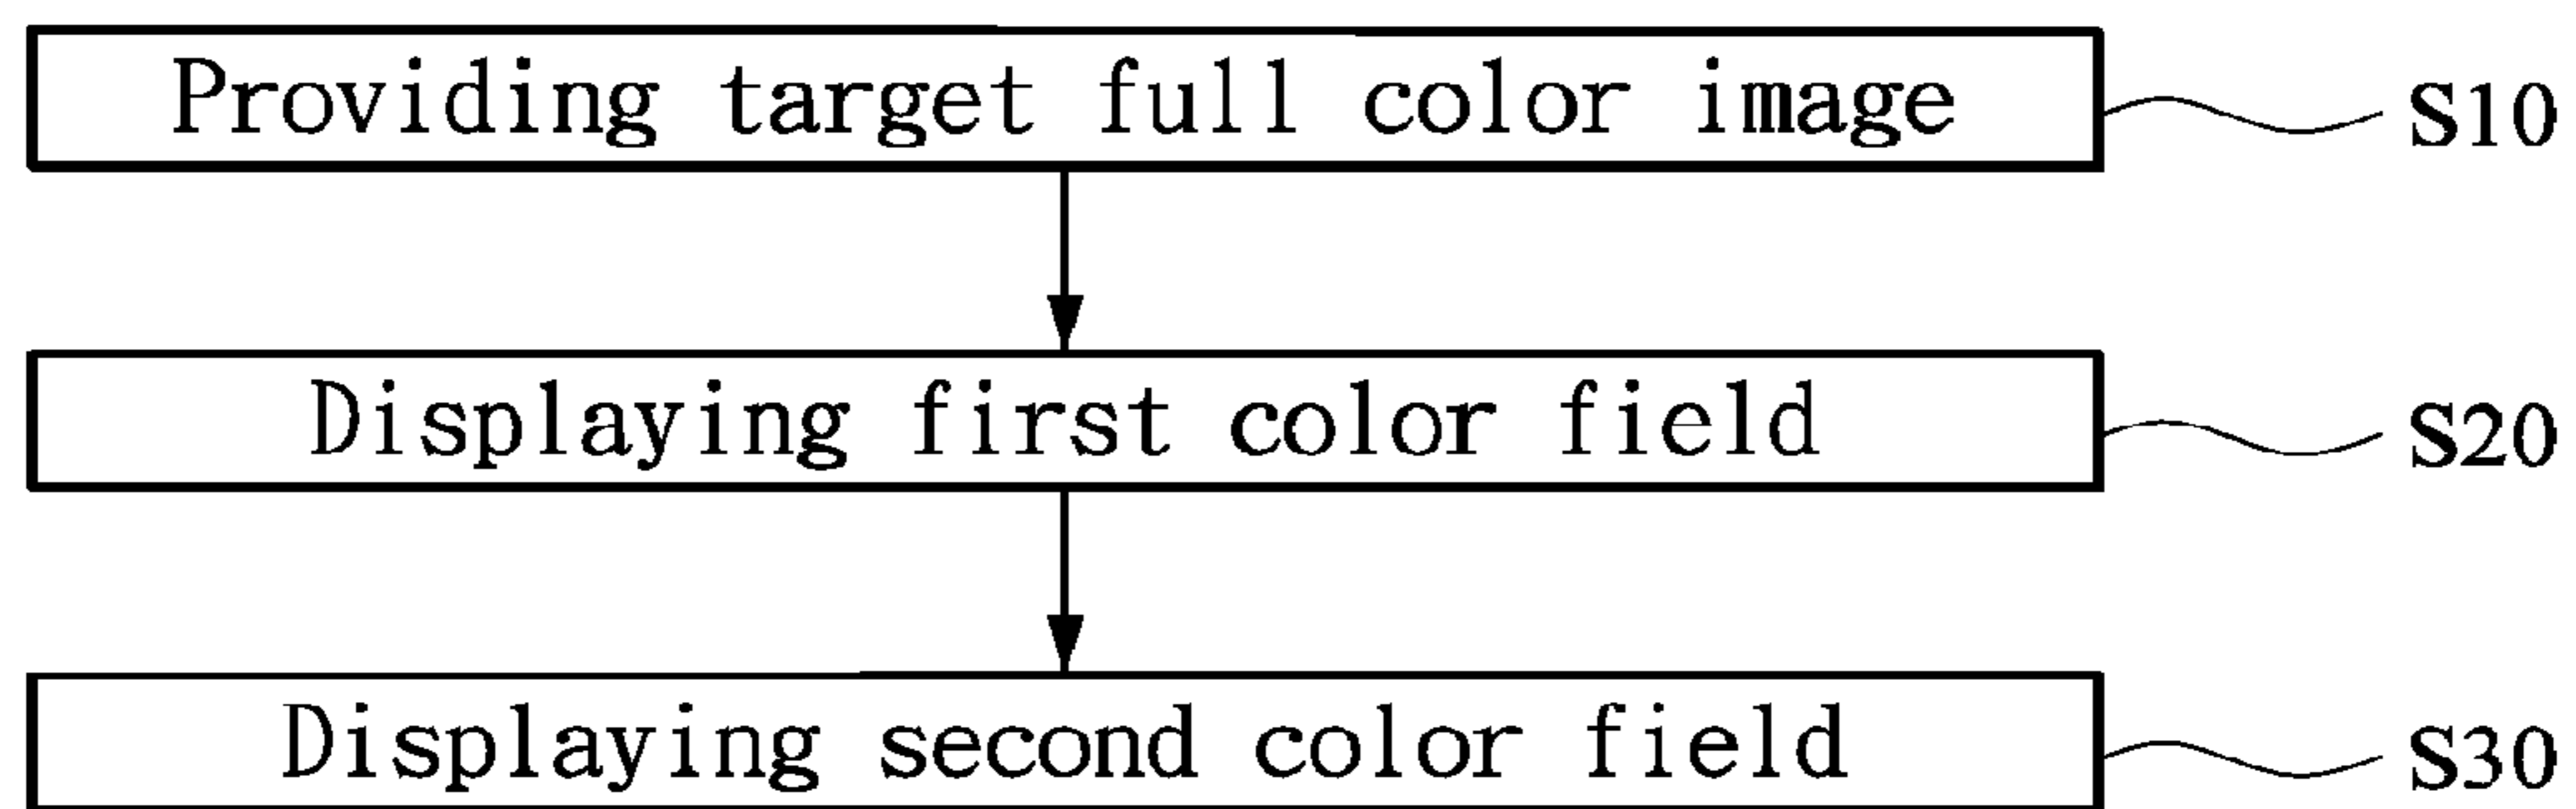 Providing target full color image S10
Displaying first color field S20
Displaying second color field S30